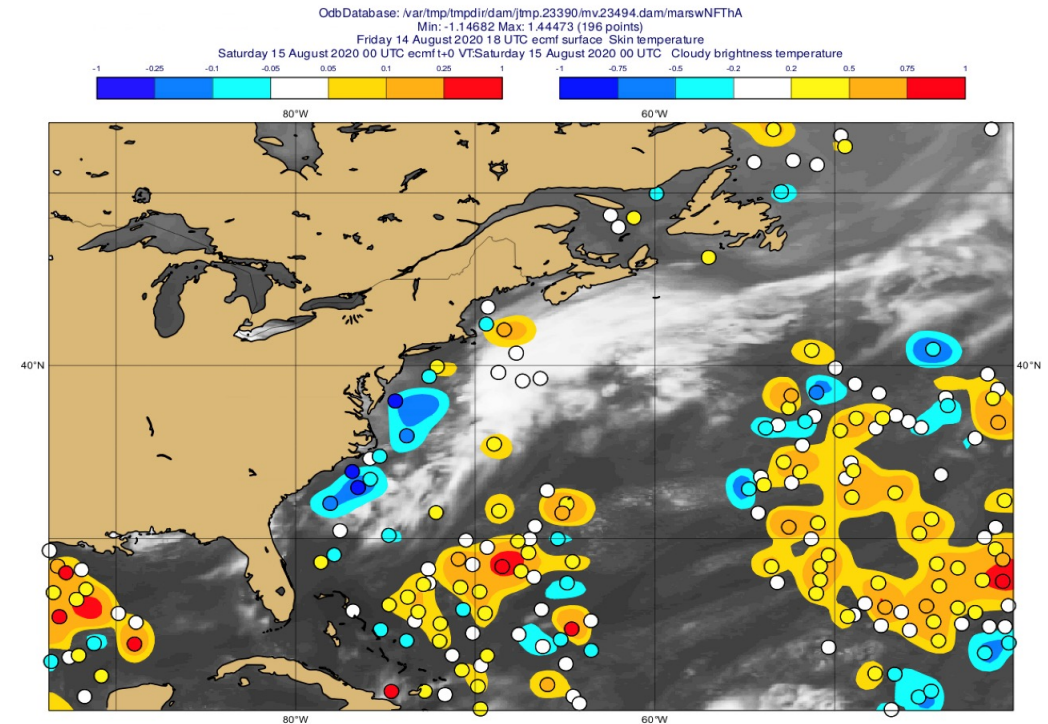 OdbDatabase: /var/tmp/tmpdir/dam/jtmp.23390/mv.23494.dam/marswNFThA
Min: -1.14682 Max: 1.44473 (196 points)
Friday 14 August 2020 18 UTC ecmf surface Skin temperature
Saturday 15 August 2020 00 UTC ecmf t+0 VT:Saturday 15 August 2020 00 UTC Cloudy brightness temperature
-1 -0.25 -0.1 -0.05 0.05 0.1 0.25 1 -1 -0.75 -0.5 -0.2 0.2 0.5 0.75 1
80°W 60°W
40°N 40°N
80°W 60°W